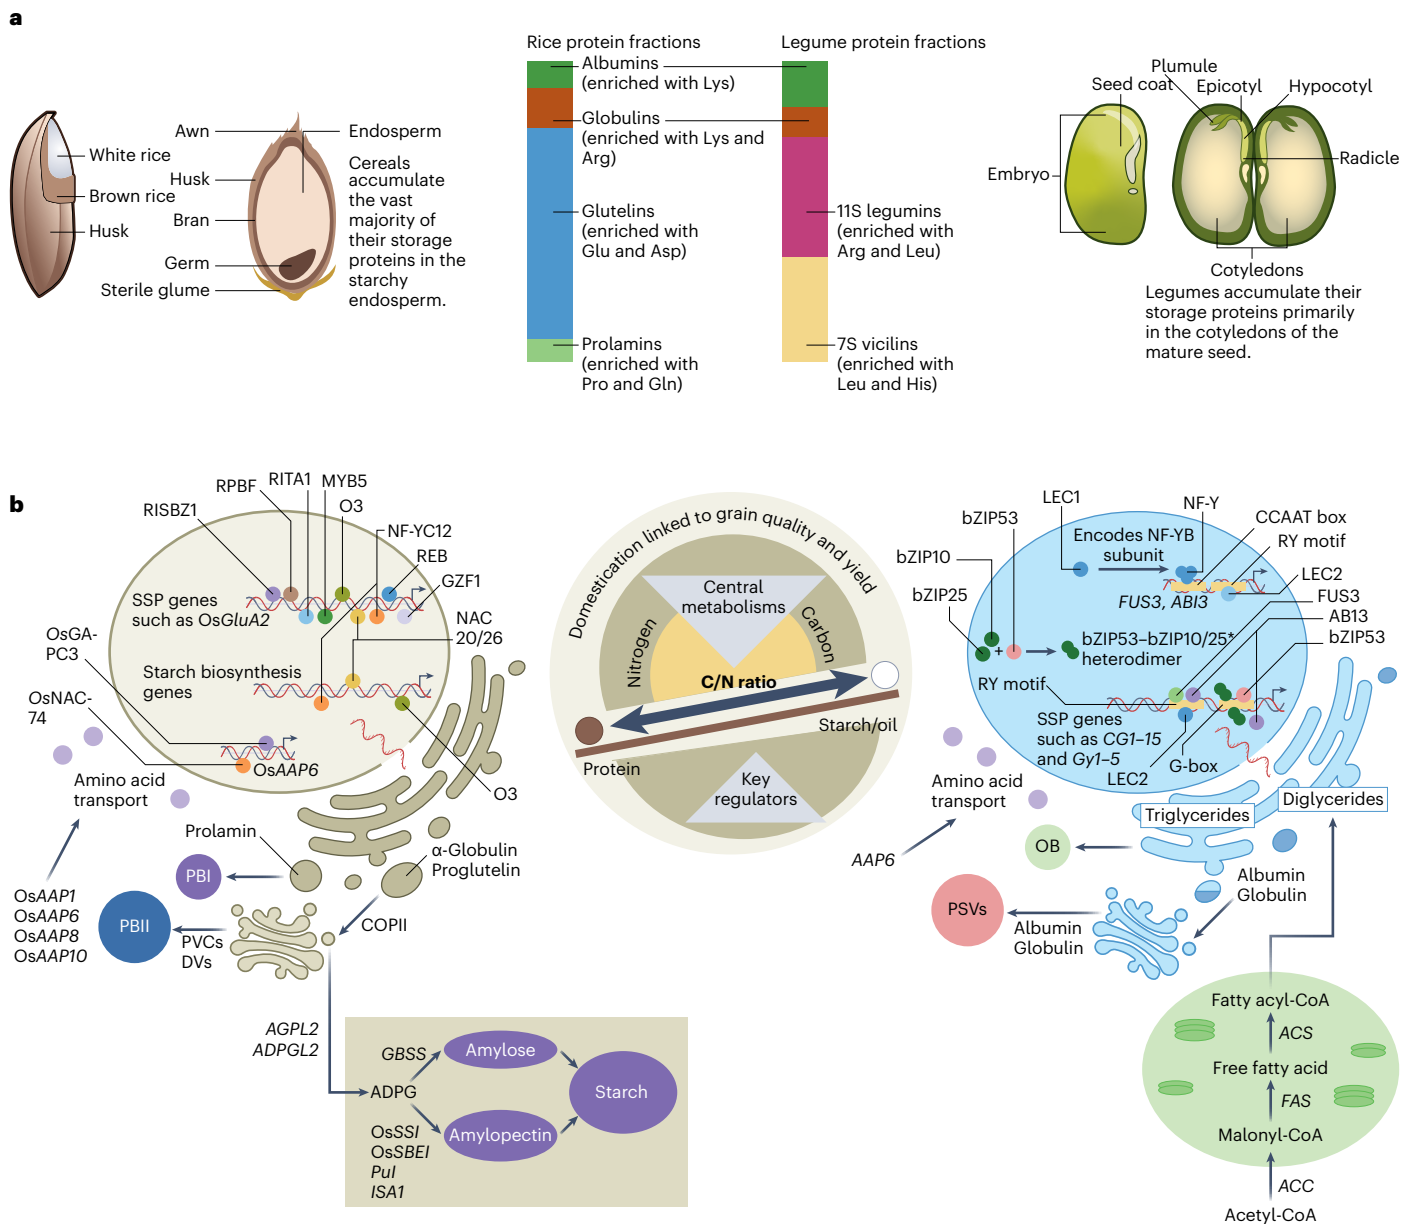 a
Rice protein fractions
Legume protein fractions
Albumins
(enriched with Lys)
Globulins
(enriched with Lys and
Arg)
Glutelins
(enriched with
Glu and Asp)
Prolamins
(enriched with
Pro and Gln)
11S legumins
(enriched with
Arg and Leu)
7S vicilins
(enriched with
Leu and His)
White rice
Brown rice
Husk
Awn
Husk
Bran
Germ
Sterile glume
Endosperm
Cereals
accumulate
the vast
majority of
their storage
proteins in the
starchy
endosperm.
Plumule
Seed coat
Epicotyl
Hypocotyl
Embryo
Radicle
Cotyledons
Legumes accumulate their
storage proteins primarily
in the cotyledons of the
mature seed.
b
RISBZ1
RPBF
RITA1
MYB5
O3
NF-YC12
REB
GZF1
NAC
20/26
SSP genes
such as OsGluA2
Starch biosynthesis
genes
OsGA-
PC3
OsNAC-
74
OsAAP6
O3
Amino acid
transport
OsAAP1
OsAAP6
OsAAP8
OsAAP10
Prolamin
PBI
PBII
PVCs
DVs
α-Globulin
Proglutelin
COPII
AGPL2
ADPGL2
GBSS
ADPG
Amylose
Amylopectin
Starch
OsSSI
OsSBEI
Pul
ISA1
Domestication linked to grain quality and yield
Central
metabolisms
Nitrogen
Carbon
C/N ratio
Protein
Starch/oil
Key
regulators
LEC1
NF-Y
bZIP53
bZIP10
bZIP25
Encodes NF-YB
subunit
CCAAT box
RY motif
LEC2
FUS3, ABI3
FUS3
AB13
bZIP53
+
bZIP53–bZIP10/25*
heterodimer
RY motif
SSP genes
such as CG1–15
and Gy1–5
LEC2
G-box
Amino acid
transport
AAP6
Triglycerides
Diglycerides
OB
PSVs
Albumin
Globulin
Albumin
Globulin
Fatty acyl-CoA
ACS
Free fatty acid
FAS
Malonyl-CoA
ACC
Acetyl-CoA